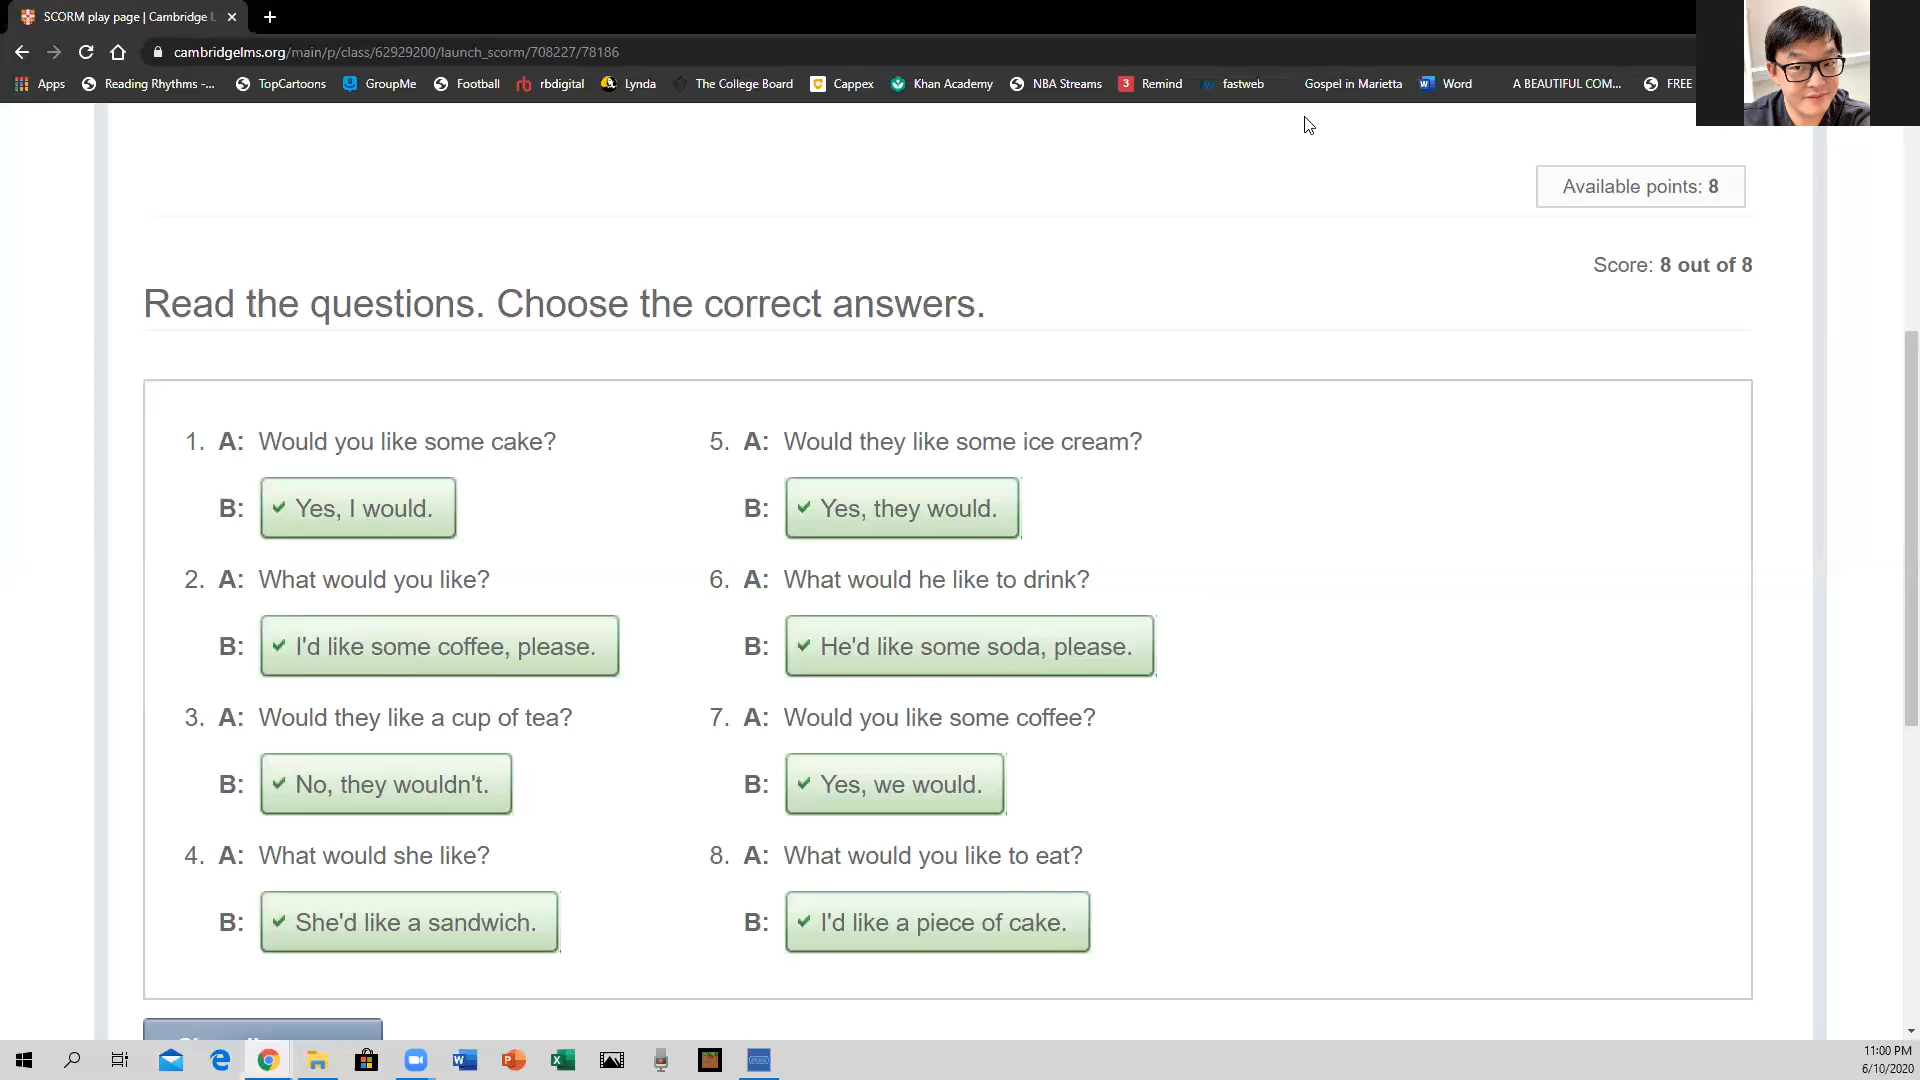 SCORM play page | Cambridge L
cambridgelms.org/main/p/class/62929200/launch_scorm/708227/78186
Apps Reading Rhythms -... TopCartoons GroupMe Football rbdigital Lynda The College Board Cappex Khan Academy NBA Streams 3 Remind fastweb Gospel in Marietta Word A BEAUTIFUL COM... FREE
Available points: 8
Score: 8 out of 8
Read the questions. Choose the correct answers.
1. A: Would you like some cake?
B: Yes, I would.
2. A: What would you like?
B: I'd like some coffee, please.
3. A: Would they like a cup of tea?
B: No, they wouldn't.
4. A: What would she like?
B: She'd like a sandwich.
5. A: Would they like some ice cream?
B: Yes, they would.
6. A: What would he like to drink?
B: He'd like some soda, please.
7. A: Would you like some coffee?
B: Yes, we would.
8. A: What would you like to eat?
B: I'd like a piece of cake.
11:00 PM
6/10/2020